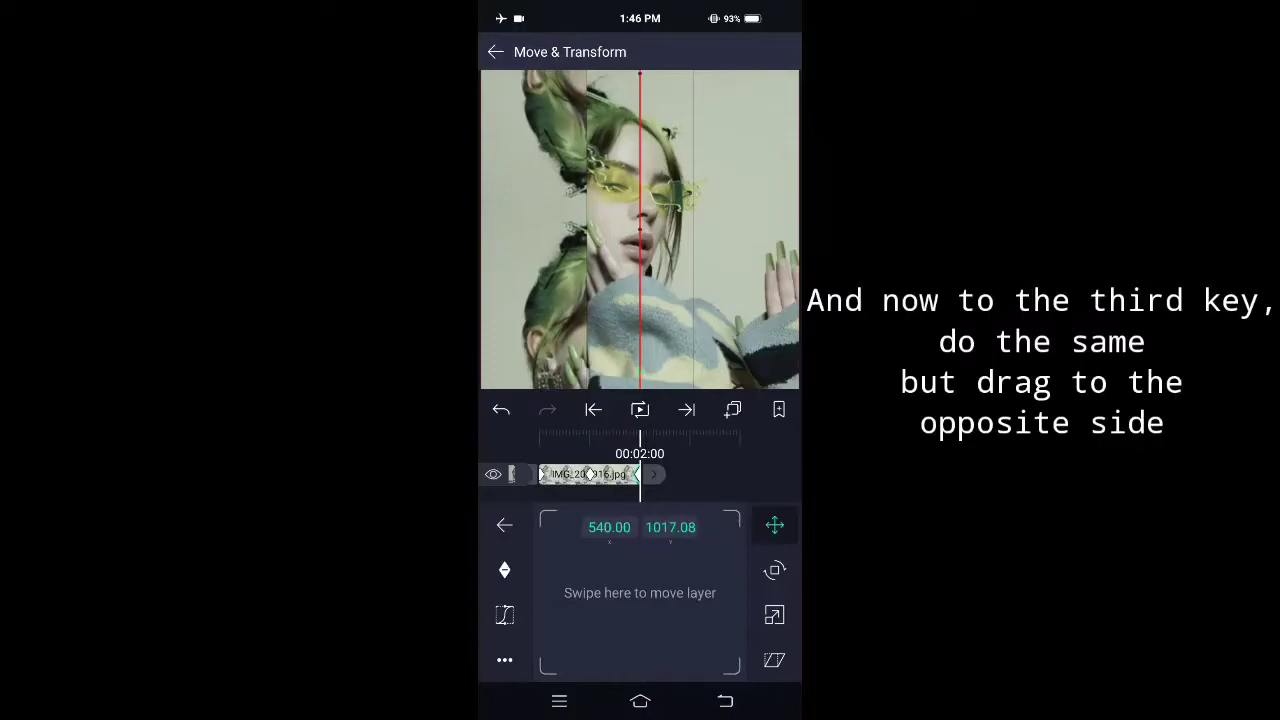 1:46 PM
93%
Move & Transform
And now to the third key,
do the same
but drag to the
opposite side
00:02:00
540.00
1017.08
x
y
Swipe here to move layer